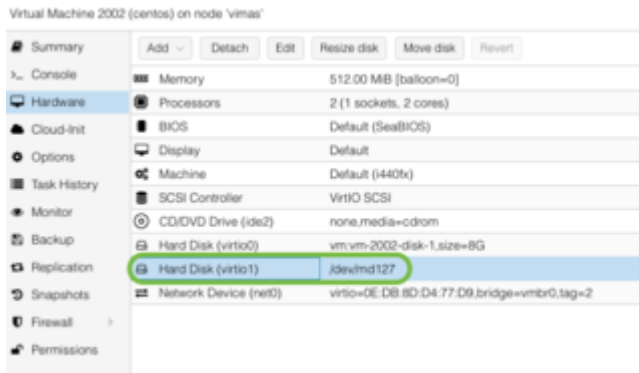 Virtual Machine 2002 (centos) on node 'vimas'
Summary
Console
Hardware
Cloud-Init
Options
Task History
Monitor
Backup
Replication
Snapshots
Firewall
Permissions
Add Detach Edit Resize disk Move disk Revert
Memory 512.00 MiB [balloon=0]
Processors 2 (1 sockets, 2 cores)
BIOS Default (SeaBIOS)
Display Default
Machine Default (i440fx)
SCSI Controller VirtIO SCSI
CD/DVD Drive (ide2) none,media=cdrom
Hard Disk (virtio0) vm:vm-2002-disk-1,size=8G
Hard Disk (virtio1) /dev/md127
Network Device (net0) virtio=0E:DB:8D:D4:77:D9,bridge=vmbr0,tag=2